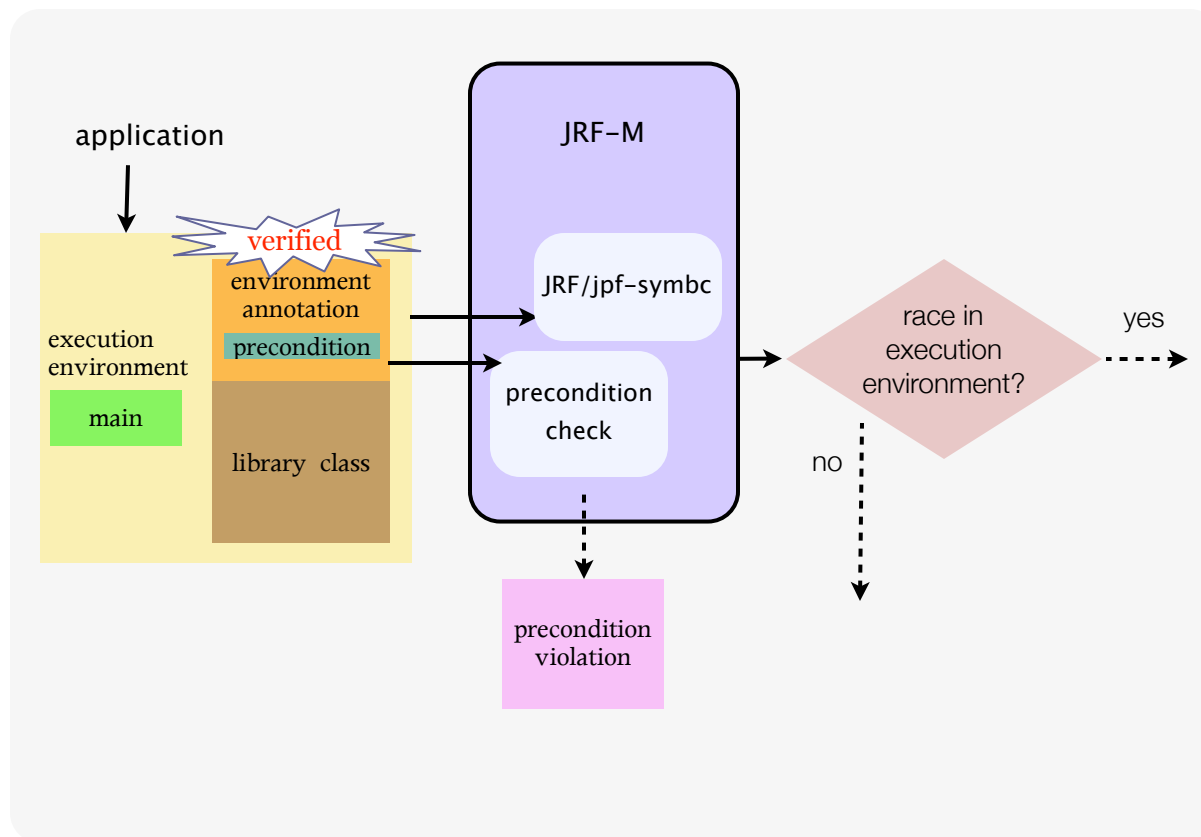 application
verified
environment
annotation
precondition
execution
environment
main
library class
JRF-M
JRF/jpf-symbc
precondition
check
precondition
violation
race in
execution
environment?
yes
no